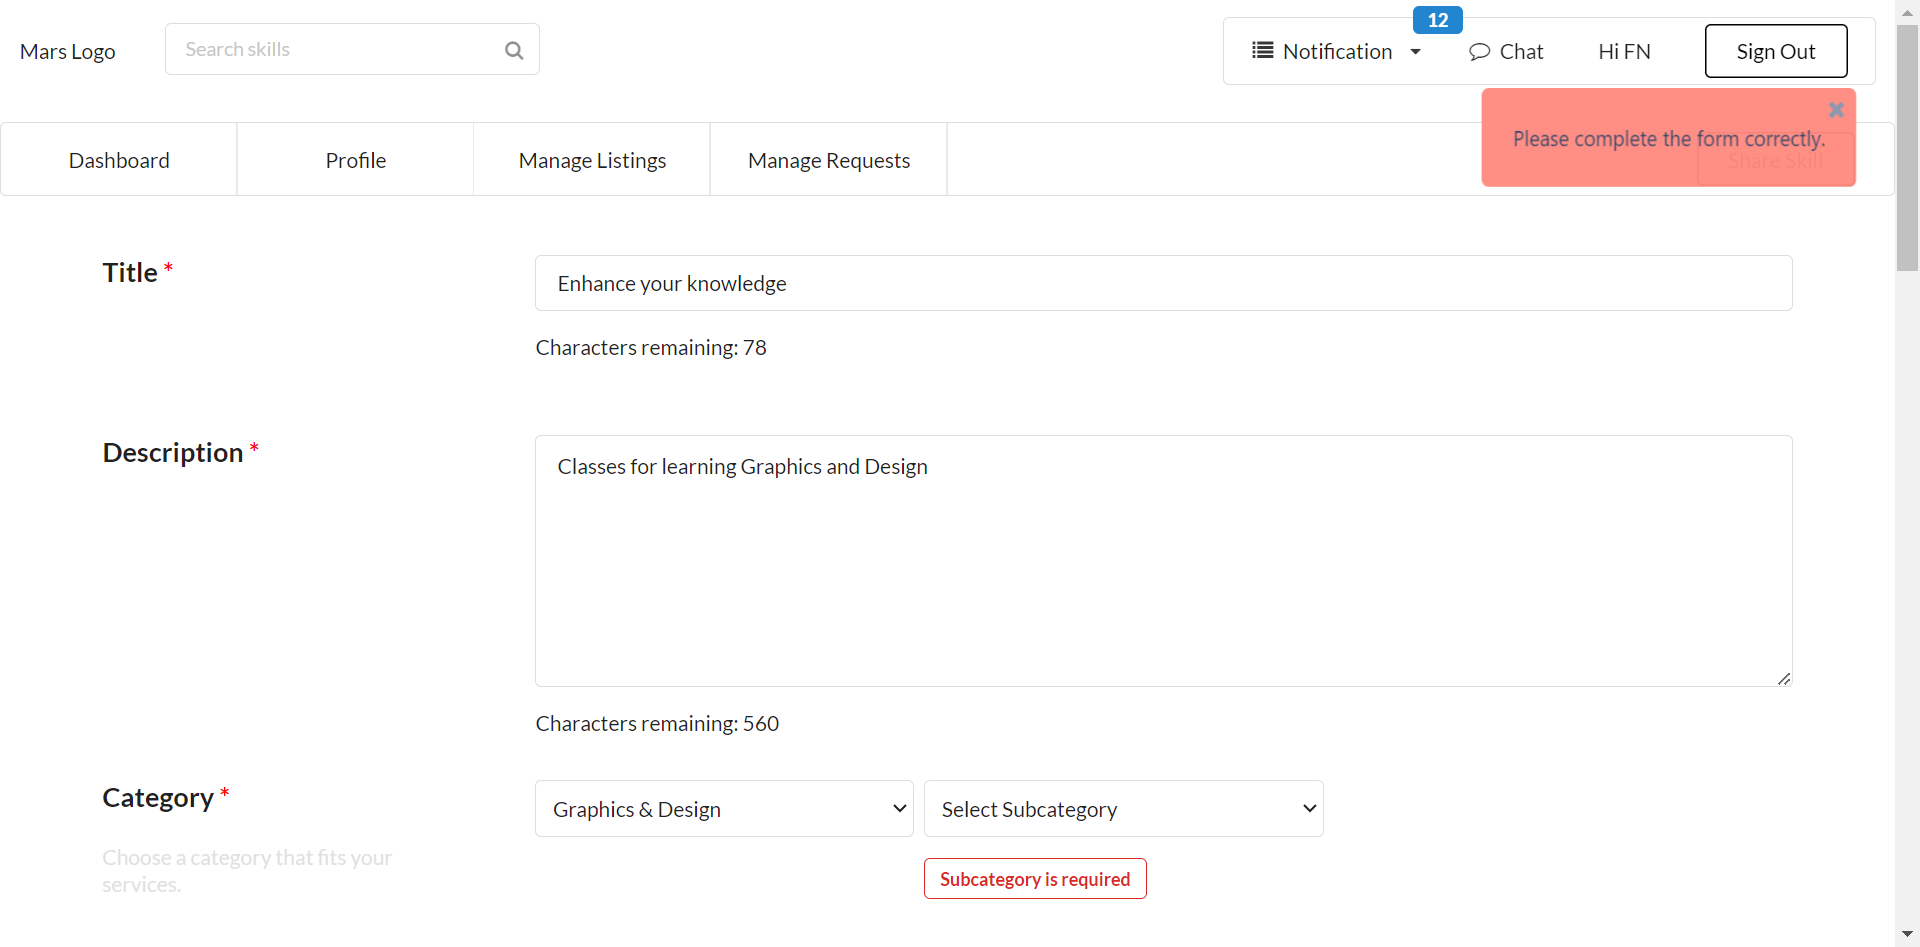 Mars Logo
Search skills
Notification
12
Chat
Hi FN
Sign Out
Please complete the form correctly.
Dashboard
Profile
Manage Listings
Manage Requests
Share Skill
Title *
Enhance your knowledge
Characters remaining: 78
Description *
Classes for learning Graphics and Design
Characters remaining: 560
Category *
Graphics & Design
Select Subcategory
Choose a category that fits your
services.
Subcategory is required